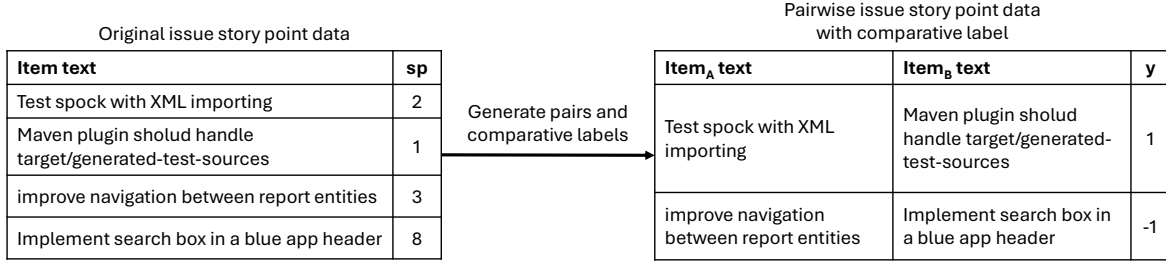 Original issue story point data
Item text sp
Test spock with XML importing 2
Maven plugin sholud handle
target/generated-test-sources 1
improve navigation between report entities 3
Implement search box in a blue app header 8
Generate pairs and
comparative labels
Pairwise issue story point data
with comparative label
Item_A text Item_B text y
Test spock with XML
importing
Maven plugin sholud
handle target/generated-
test-sources
1
improve navigation
between report entities
Implement search box in
a blue app header
-1